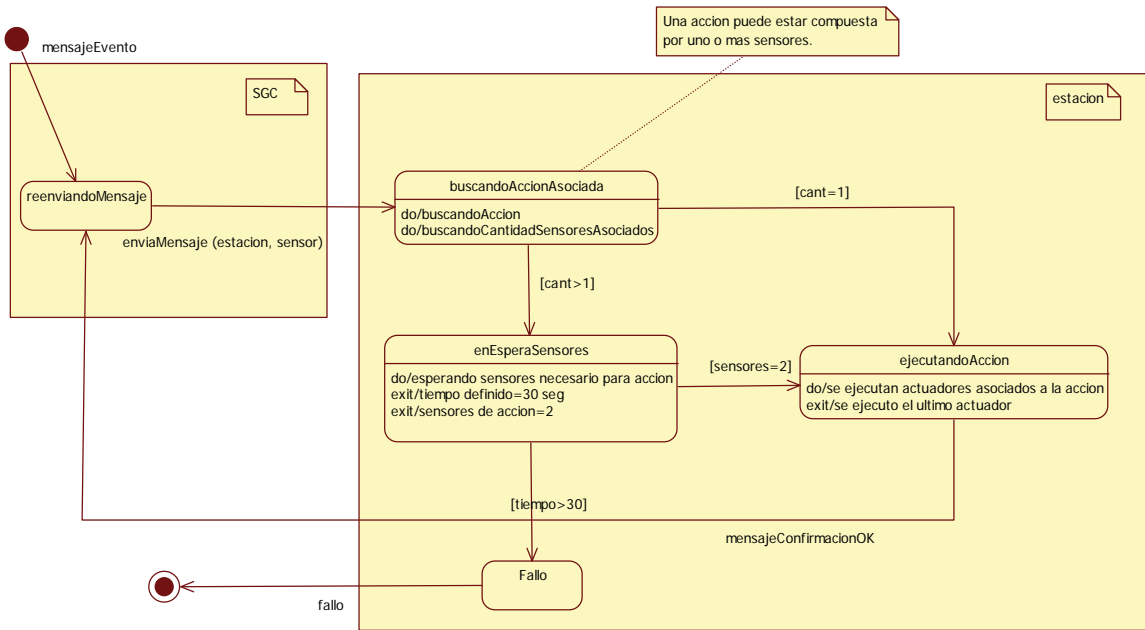 Una accion puede estar compuesta
por uno o mas sensores.
mensajeEvento
SGC
estacion
reenviandoMensaje
buscandoAccionAsociada
do/buscandoAccion
do/buscandoCantidadSensoresAsociados
[cant=1]
enviaMensaje (estacion, sensor)
[cant>1]
enEsperaSensores
do/esperando sensores necesario para accion
exit/tiempo definido=30 seg
exit/sensores de accion=2
[sensores=2]
ejecutandoAccion
do/se ejecutan actuadores asociados a la accion
exit/se ejecuto el ultimo actuador
[tiempo>30]
mensajeConfirmacionOK
Fallo
fallo